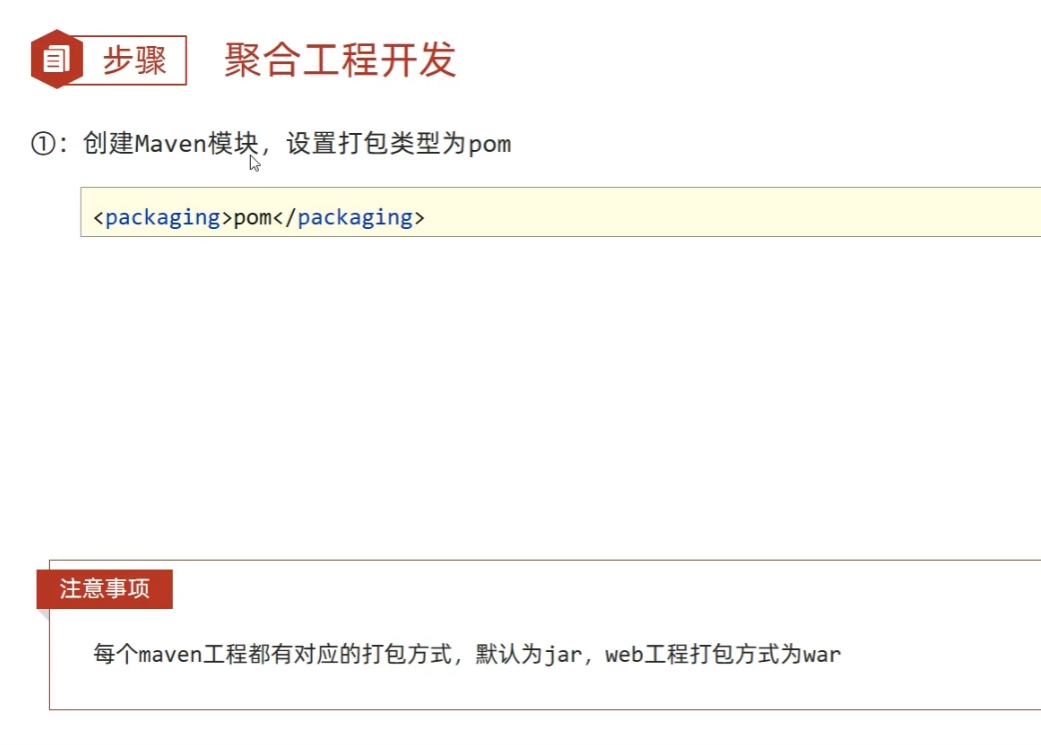 步骤 聚合工程开发
①：创建Maven模块，设置打包类型为pom
<packaging>pom</packaging>
注意事项
每个maven工程都有对应的打包方式，默认为jar，web工程打包方式为war